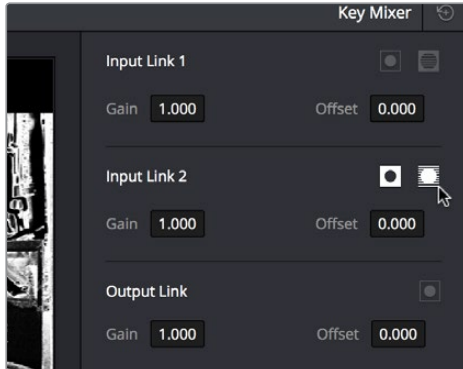 Key Mixer
Input Link 1
Gain 1.000 Offset 0.000
Input Link 2
Gain 1.000 Offset 0.000
Output Link
Gain 1.000 Offset 0.000